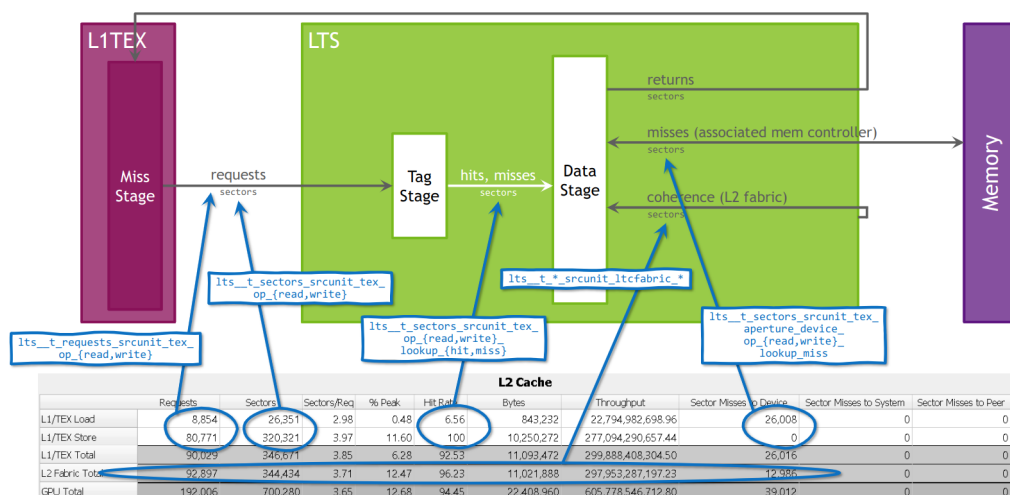 L1TEX
LTS
returns
sectors
misses (associated mem controller)
sectors
Miss
Stage
requests
sectors
Tag
Stage
hits, misses
sectors
Data
Stage
coherence (L2 fabric)
sectors
Memory
lts__t_sectors_srcunit_tex_
op_{read,write}
lts__t_*_srcunit_ltcfabric_*
lts__t_requests_srcunit_tex_
op_{read,write}
lts__t_sectors_srcunit_tex_
op_{read,write}_
lookup_{hit,miss}
lts__t_sectors_srcunit_tex_
aperture_device_
op_{read,write}_
lookup_miss
L2 Cache
Requests Sectors Sectors/Req % Peak Hit Rate Bytes Throughput Sector Misses to Device Sector Misses to System Sector Misses to Peer
L1/TEX Load 8,854 26,351 2.98 0.48 6.56 843,232 22,794,982,698.96 26,008 0 0
L1/TEX Store 80,771 320,321 3.97 11.60 100 10,250,272 277,094,290,657.44 0 0 0
L1/TEX Total 90,029 346,671 3.85 6.28 92.53 11,093,472 299,888,408,304.50 26,016 0 0
L2 Fabric Total 92,897 344,434 3.71 12.47 96.23 11,021,888 297,953,287,197.23 12,986 0 0
GPU Total 192,006 700,280 3.65 12.68 94.45 22,408,960 605,778,546,712.80 39,012 0 0